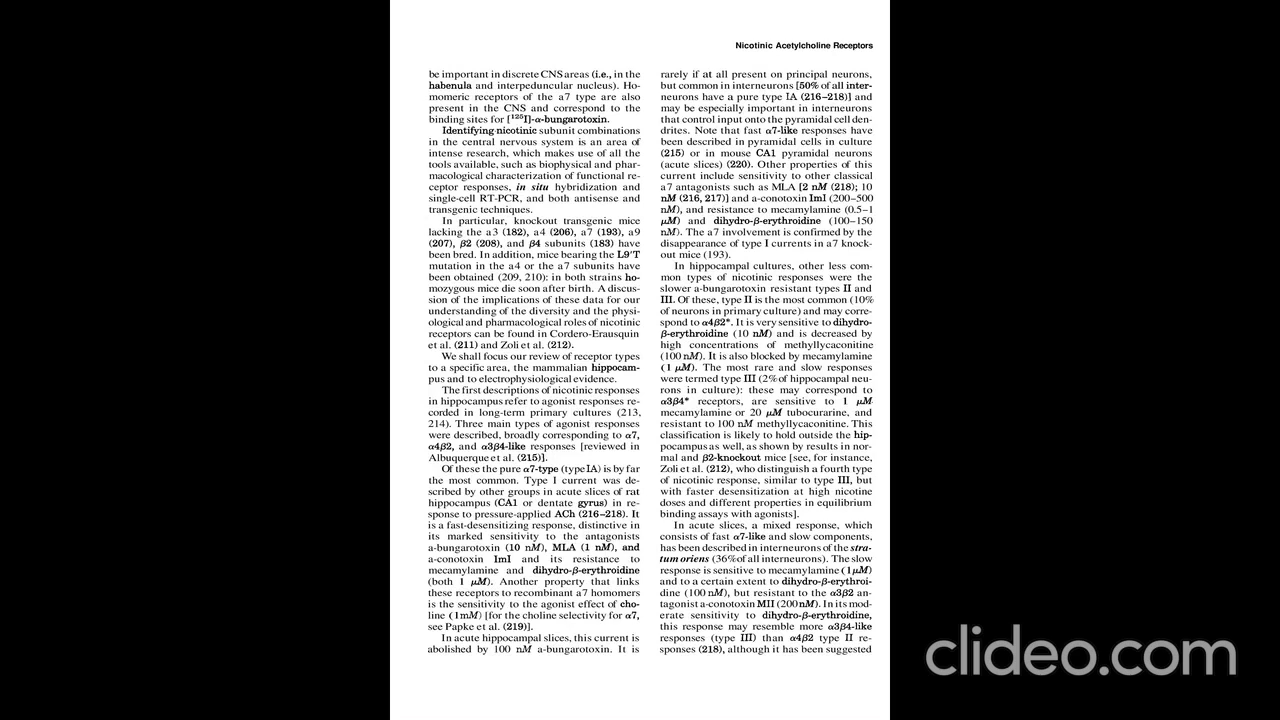 Nicotinic Acetylcholine Receptors
be important in discrete CNS areas (i.e., in the
habenula and interpeduncular nucleus). Ho-
momeric receptors of the a7 type are also
present in the CNS and correspond to the
binding sites for [125I]-α-bungarotoxin.
Identifying nicotinic subunit combinations
in the central nervous system is an area of
intense research, which makes use of all the
tools available, such as biophysical and phar-
macological characterization of functional re-
ceptor responses, in situ hybridization and
single-cell RT-PCR, and both antisense and
transgenic techniques.
In particular, knockout transgenic mice
lacking the a3 (182), a4 (206), a7 (193), a9
(207), β2 (208), and β4 subunits (183) have
been bred. In addition, mice bearing the L9'T
mutation in the a4 or the a7 subunits have
been obtained (209, 210): in both strains ho-
mozygous mice die soon after birth. A discus-
sion of the implications of these data for our
understanding of the diversity and the physi-
ological and pharmacological roles of nicotinic
receptors can be found in Cordero-Erausquin
et al. (211) and Zoli et al. (212).
We shall focus our review of receptor types
to a specific area, the mammalian hippocam-
pus and to electrophysiological evidence.
The first descriptions of nicotinic responses
in hippocampus refer to agonist responses re-
corded in long-term primary cultures (213,
214). Three main types of agonist responses
were described, broadly corresponding to α7,
α4β2, and α3β4-like responses [reviewed in
Albuquerque et al. (215)].
Of these the pure α7-type (type IA) is by far
the most common. Type I current was de-
scribed by other groups in acute slices of rat
hippocampus (CA1 or dentate gyrus) in re-
sponse to pressure-applied ACh (216–218). It
is a fast-desensitizing response, distinctive in
its marked sensitivity to the antagonists
a-bungarotoxin (10 nM), MLA (1 nM), and
a-conotoxin ImI and its resistance to
mecamylamine and dihydro-β-erythroidine
(both 1 μM). Another property that links
these receptors to recombinant a7 homomers
is the sensitivity to the agonist effect of cho-
line (1mM) [for the choline selectivity for α7,
see Papke et al. (219)].
In acute hippocampal slices, this current is
abolished by 100 nM a-bungarotoxin. It is
rarely if at all present on principal neurons,
but common in interneurons [50% of all inter-
neurons have a pure type IA (216–218)] and
may be especially important in interneurons
that control input onto the pyramidal cell den-
drites. Note that fast α7-like responses have
been described in pyramidal cells in culture
(215) or in mouse CA1 pyramidal neurons
(acute slices) (220). Other properties of this
current include sensitivity to other classical
a7 antagonists such as MLA [2 nM (218); 10
nM (216, 217)] and a-conotoxin ImI (200–500
nM), and resistance to mecamylamine (0.5–1
μM) and dihydro-β-erythroidine (100–150
nM). The a7 involvement is confirmed by the
disappearance of type I currents in a7 knock-
out mice (193).
In hippocampal cultures, other less com-
mon types of nicotinic responses were the
slower a-bungarotoxin resistant types II and
III. Of these, type II is the most common (10%
of neurons in primary culture) and may corre-
spond to α4β2*. It is very sensitive to dihydro-
β-erythroidine (10 nM) and is decreased by
high concentrations of methyllycaconitine
(100 nM). It is also blocked by mecamylamine
(1 μM). The most rare and slow responses
were termed type III (2% of hippocampal neu-
rons in culture): these may correspond to
α3β4* receptors, are sensitive to 1 μM
mecamylamine or 20 μM tubocurarine, and
resistant to 100 nM methyllycaconitine. This
classification is likely to hold outside the hip-
pocampus as well, as shown by results in nor-
mal and β2-knockout mice [see, for instance,
Zoli et al. (212), who distinguish a fourth type
of nicotinic response, similar to type III, but
with faster desensitization at high nicotine
doses and different properties in equilibrium
binding assays with agonists].
In acute slices, a mixed response, which
consists of fast α7-like and slow components,
has been described in interneurons of the stra-
tum oriens (36% of all interneurons). The slow
response is sensitive to mecamylamine (1μM)
and to a certain extent to dihydro-β-erythroi-
dine (100 nM), but resistant to the α3β2 an-
tagonist a-conotoxin MII (200 nM). In its mod-
erate sensitivity to dihydro-β-erythroidine,
this response may resemble more α3β4-like
responses (type III) than α4β2 type II re-
sponses (218), although it has been suggested
clideo.com